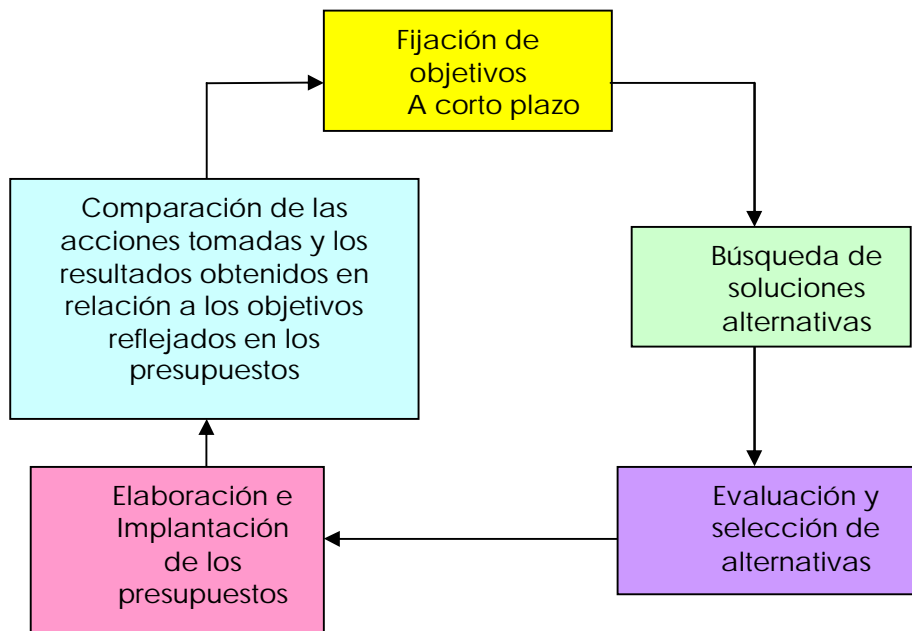 Fijación de
objetivos
A corto plazo
Búsqueda de
soluciones
alternativas
Evaluación y
selección de
alternativas
Elaboración e
Implantación
de los
presupuestos
Comparación de las
acciones tomadas y los
resultados obtenidos en
relación a los objetivos
reflejados en los
presupuestos